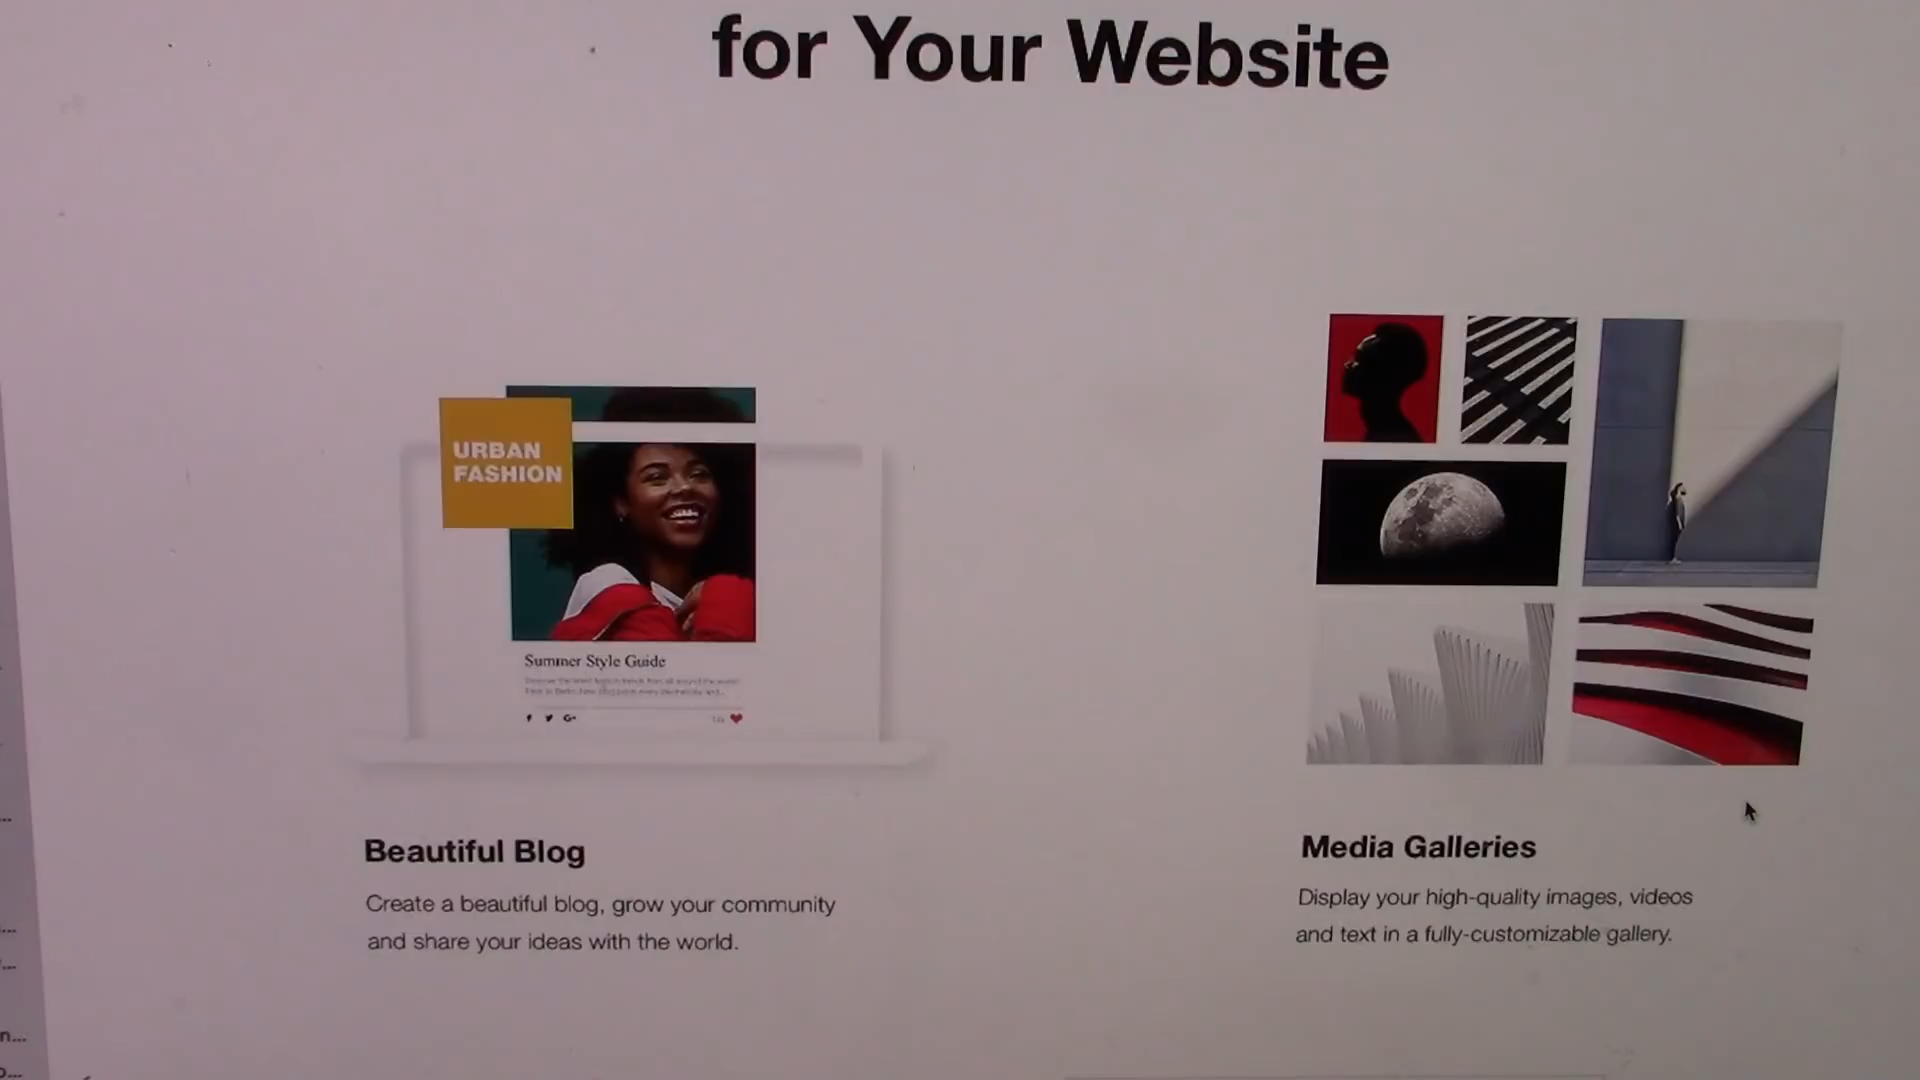 for Your Website
URBAN
FASHION
Summer Style Guide
Beautiful Blog
Create a beautiful blog, grow your community
and share your ideas with the world.
Media Galleries
Display your high-quality images, videos
and text in a fully-customizable gallery.